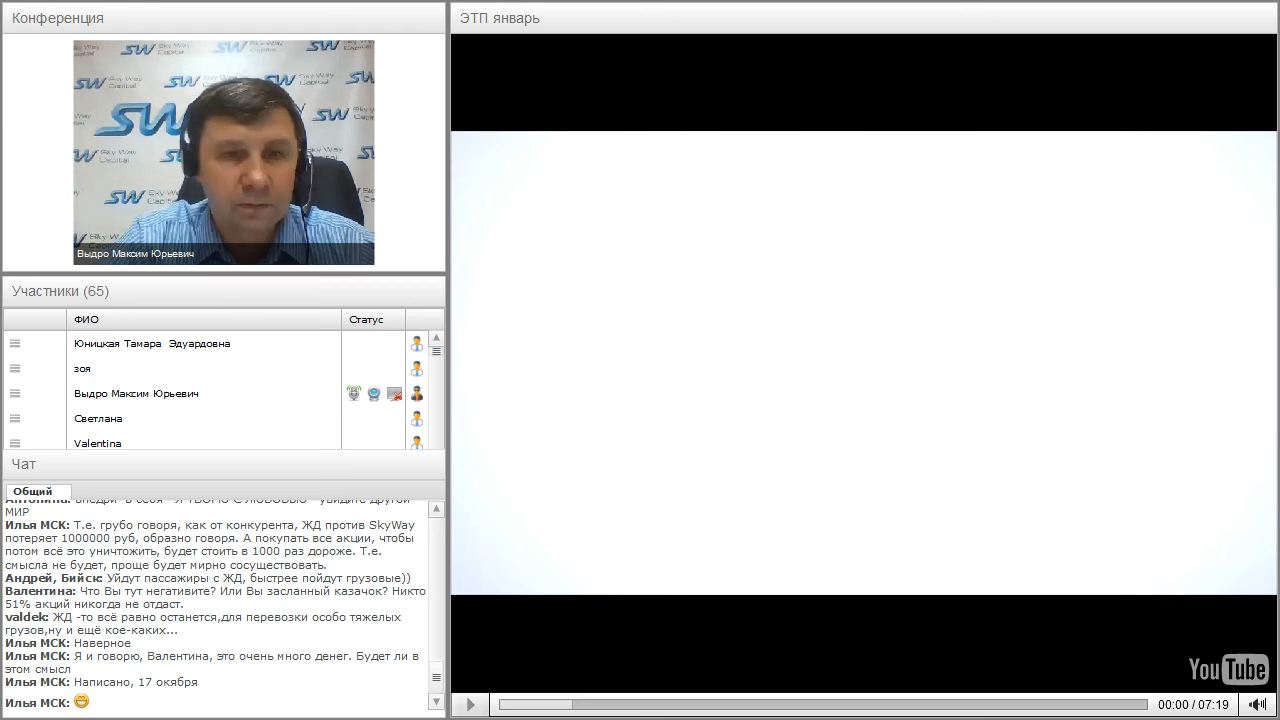 Конференция
SW Sky Way Capital
Выдро Максим Юрьевич
Участники (65)
ФИО
Статус
Юницкая Тамара Эдуардовна
зоя
Выдро Максим Юрьевич
Светлана
Valentina
Чат
Общий
МИР
Илья МСК: Т.е. грубо говоря, как от конкурента, ЖД против SkyWay
потеряет 1000000 руб, образно говоря. А покупать все акции, чтобы
потом всё это уничтожить, будет стоить в 1000 раз дороже. Т.е.
смысла не будет, проще будет мирно сосуществовать.
Андрей, Бийск: Уйдут пассажиры с ЖД, быстрее пойдут грузовые))
Валентина: Что Вы тут негативите? Или Вы засланный казачок? Никто
51% акций никогда не отдаст.
valdek: ЖД -то всё равно останется,для перевозки особо тяжелых
грузов,ну и ещё кое-каких...
Илья МСК: Наверное
Илья МСК: Я и говорю, Валентина, это очень много денег. Будет ли в
этом смысл
Илья МСК: Написано, 17 окября
Илья МСК:
ЭТП январь
YouTube
00:00 / 07:19